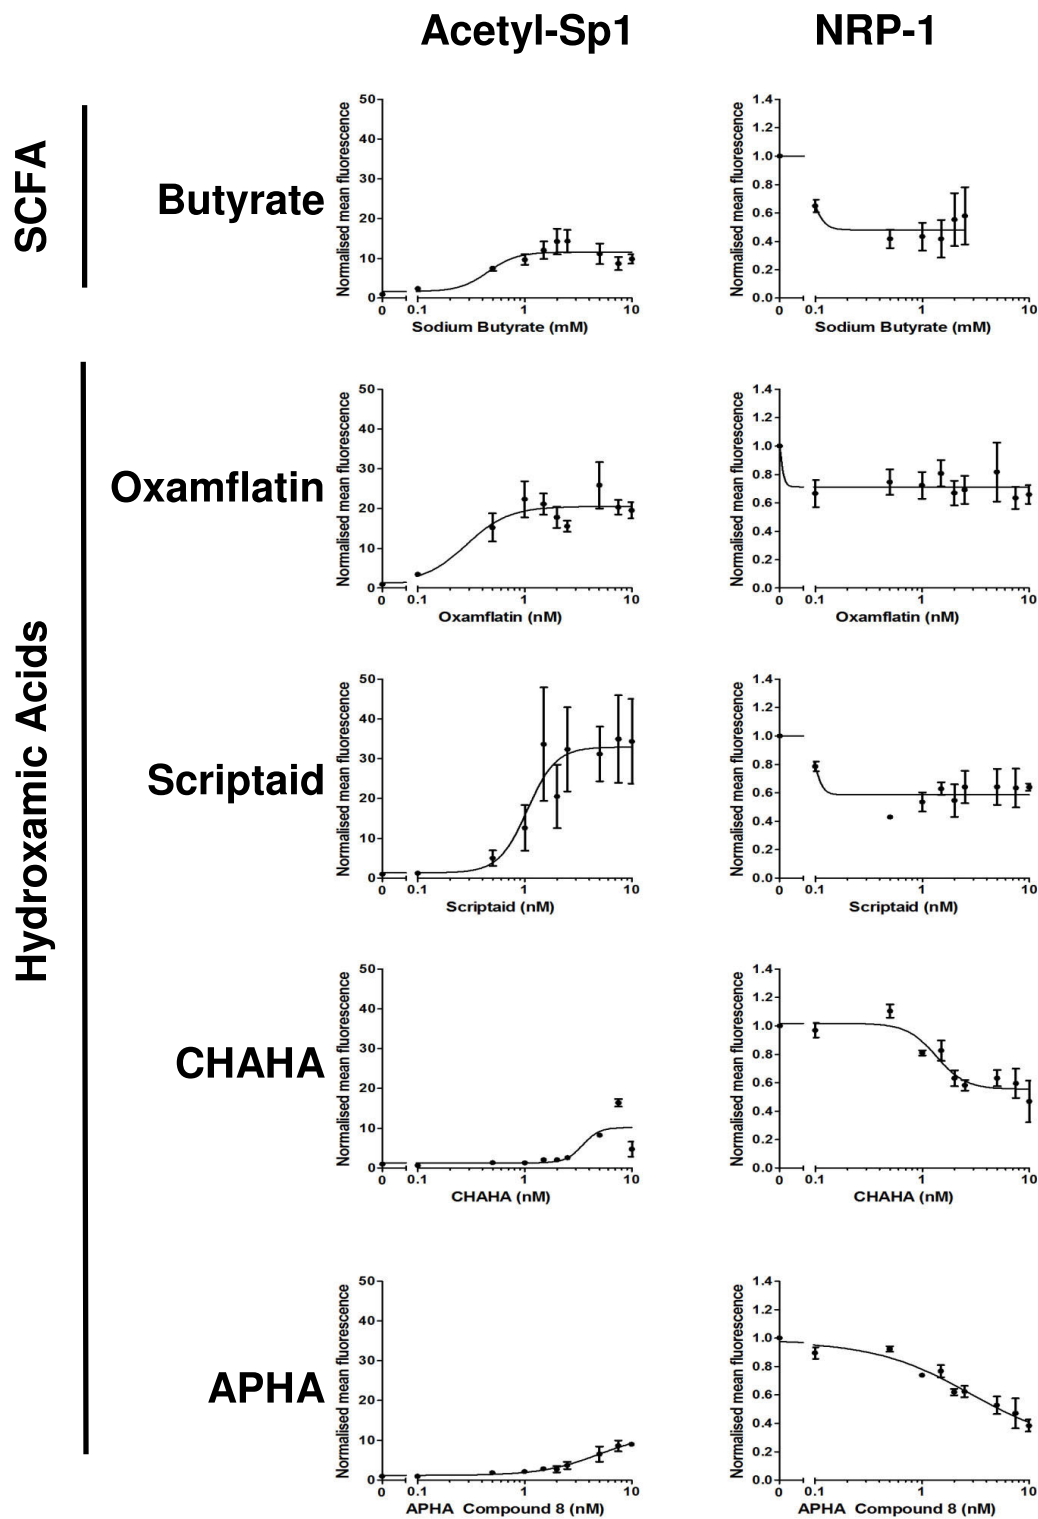 Acetyl-Sp1 NRP-1
SCFA
Butyrate
Normalised mean fluorescence
50
40
30
20
10
0
0 0.1 1 10
Sodium Butyrate (mM)
Normalised mean fluorescence
1.4
1.2
1.0
0.8
0.6
0.4
0.2
0.0
0 0.1 1 10
Sodium Butyrate (mM)
Hydroxamic Acids
Oxamflatin
Normalised mean fluorescence
50
40
30
20
10
0
0 0.1 1 10
Oxamflatin (nM)
Normalised mean fluorescence
1.4
1.2
1.0
0.8
0.6
0.4
0.2
0.0
0 0.1 1 10
Oxamflatin (nM)
Scriptaid
Normalised mean fluorescence
50
40
30
20
10
0
0 0.1 1 10
Scriptaid (nM)
Normalised mean fluorescence
1.4
1.2
1.0
0.8
0.6
0.4
0.2
0.0
0 0.1 1 10
Scriptaid (nM)
CHAHA
Normalised mean fluorescence
50
40
30
20
10
0
0 0.1 1 10
CHAHA (nM)
Normalised mean fluorescence
1.4
1.2
1.0
0.8
0.6
0.4
0.2
0.0
0 0.1 1 10
CHAHA (nM)
APHA
Normalised mean fluorescence
50
40
30
20
10
0
0 0.1 1 10
APHA Compound 8 (nM)
Normalised mean fluorescence
1.4
1.2
1.0
0.8
0.6
0.4
0.2
0.0
0 0.1 1 10
APHA Compound 8 (nM)